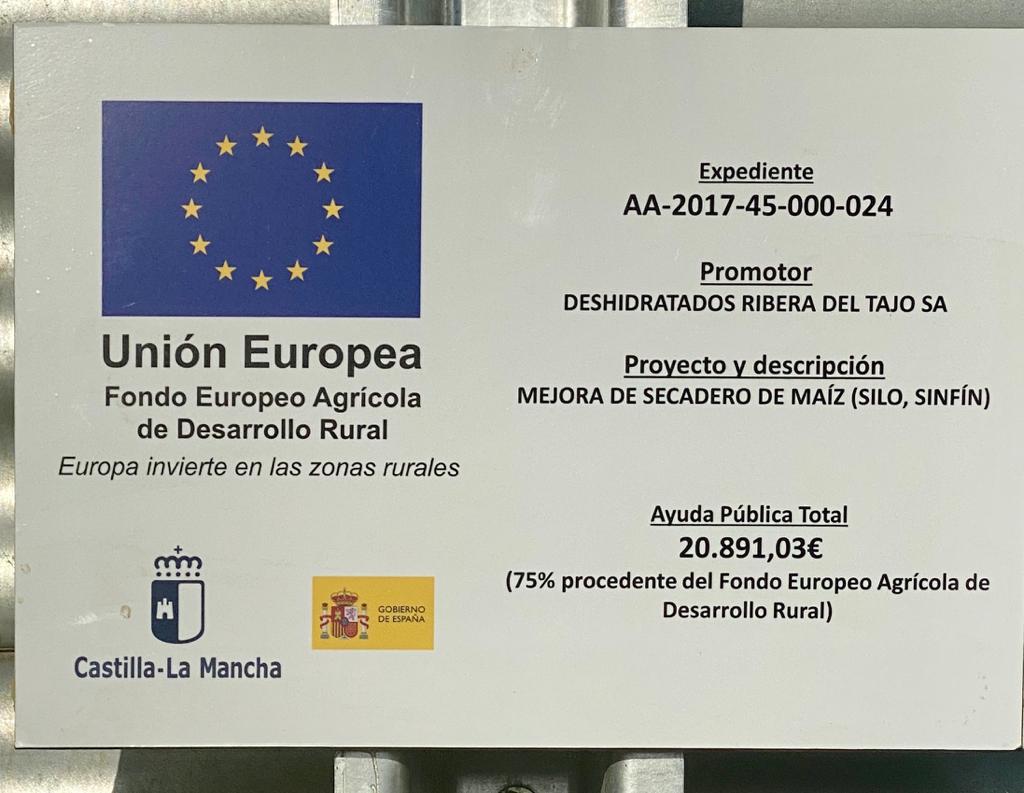 Unión Europea
Fondo Europeo Agrícola
de Desarrollo Rural
Europa invierte en las zonas rurales
Castilla-La Mancha
GOBIERNO
DE ESPAÑA
Expediente
AA-2017-45-000-024
Promotor
DESHIDRATADOS RIBERA DEL TAJO SA
Proyecto y descripción
MEJORA DE SECADERO DE MAÍZ (SILO, SINFÍN)
Ayuda Pública Total
20.891,03€
(75% procedente del Fondo Europeo Agrícola de
Desarrollo Rural)